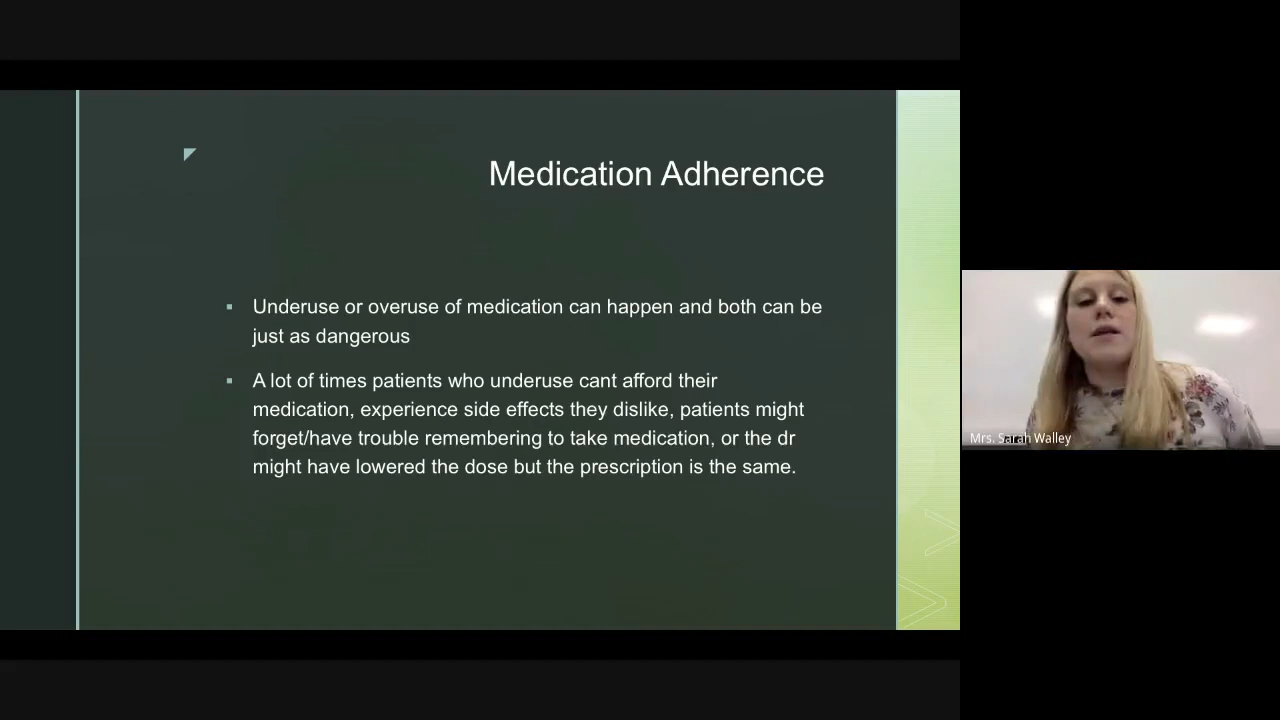 Medication Adherence
Underuse or overuse of medication can happen and both can be
just as dangerous
A lot of times patients who underuse cant afford their
medication, experience side effects they dislike, patients might
forget/have trouble remembering to take medication, or the dr
might have lowered the dose but the prescription is the same.
Mrs. Sarah Walley